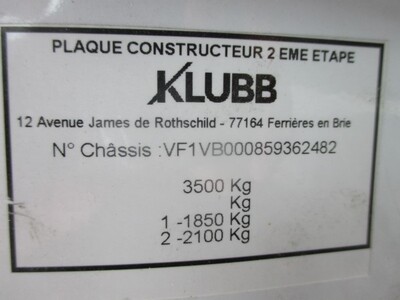 PLAQUE CONSTRUCTEUR 2 EME ETAPE
KLUBB
12 Avenue James de Rothschild - 77164 Ferriéres en Brie
N° Châssis :VF1VB000859362482
3500 Kg
Kg
1 -1850 Kg
2 -2100 Kg